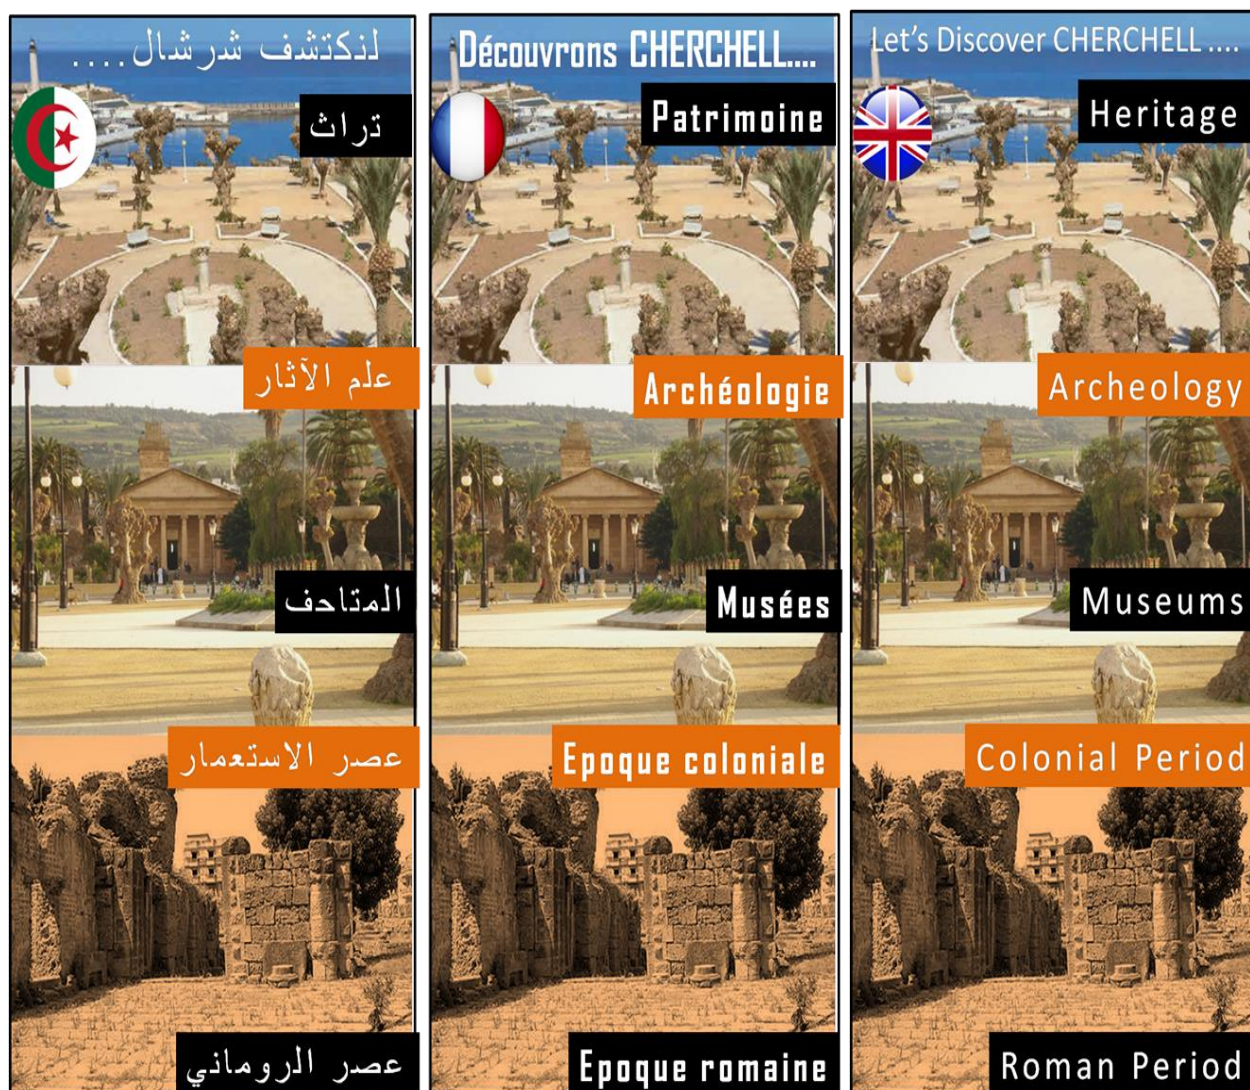 لنكتشف شرشال....
تراث
علم الآثار
المتاحف
عصر الاستعمار
عصر الروماني
Découvrons CHERCHELL....
Patrimoine
Archéologie
Musées
Epoque coloniale
Epoque romaine
Let's Discover CHERCHELL ....
Heritage
Archeology
Museums
Colonial Period
Roman Period